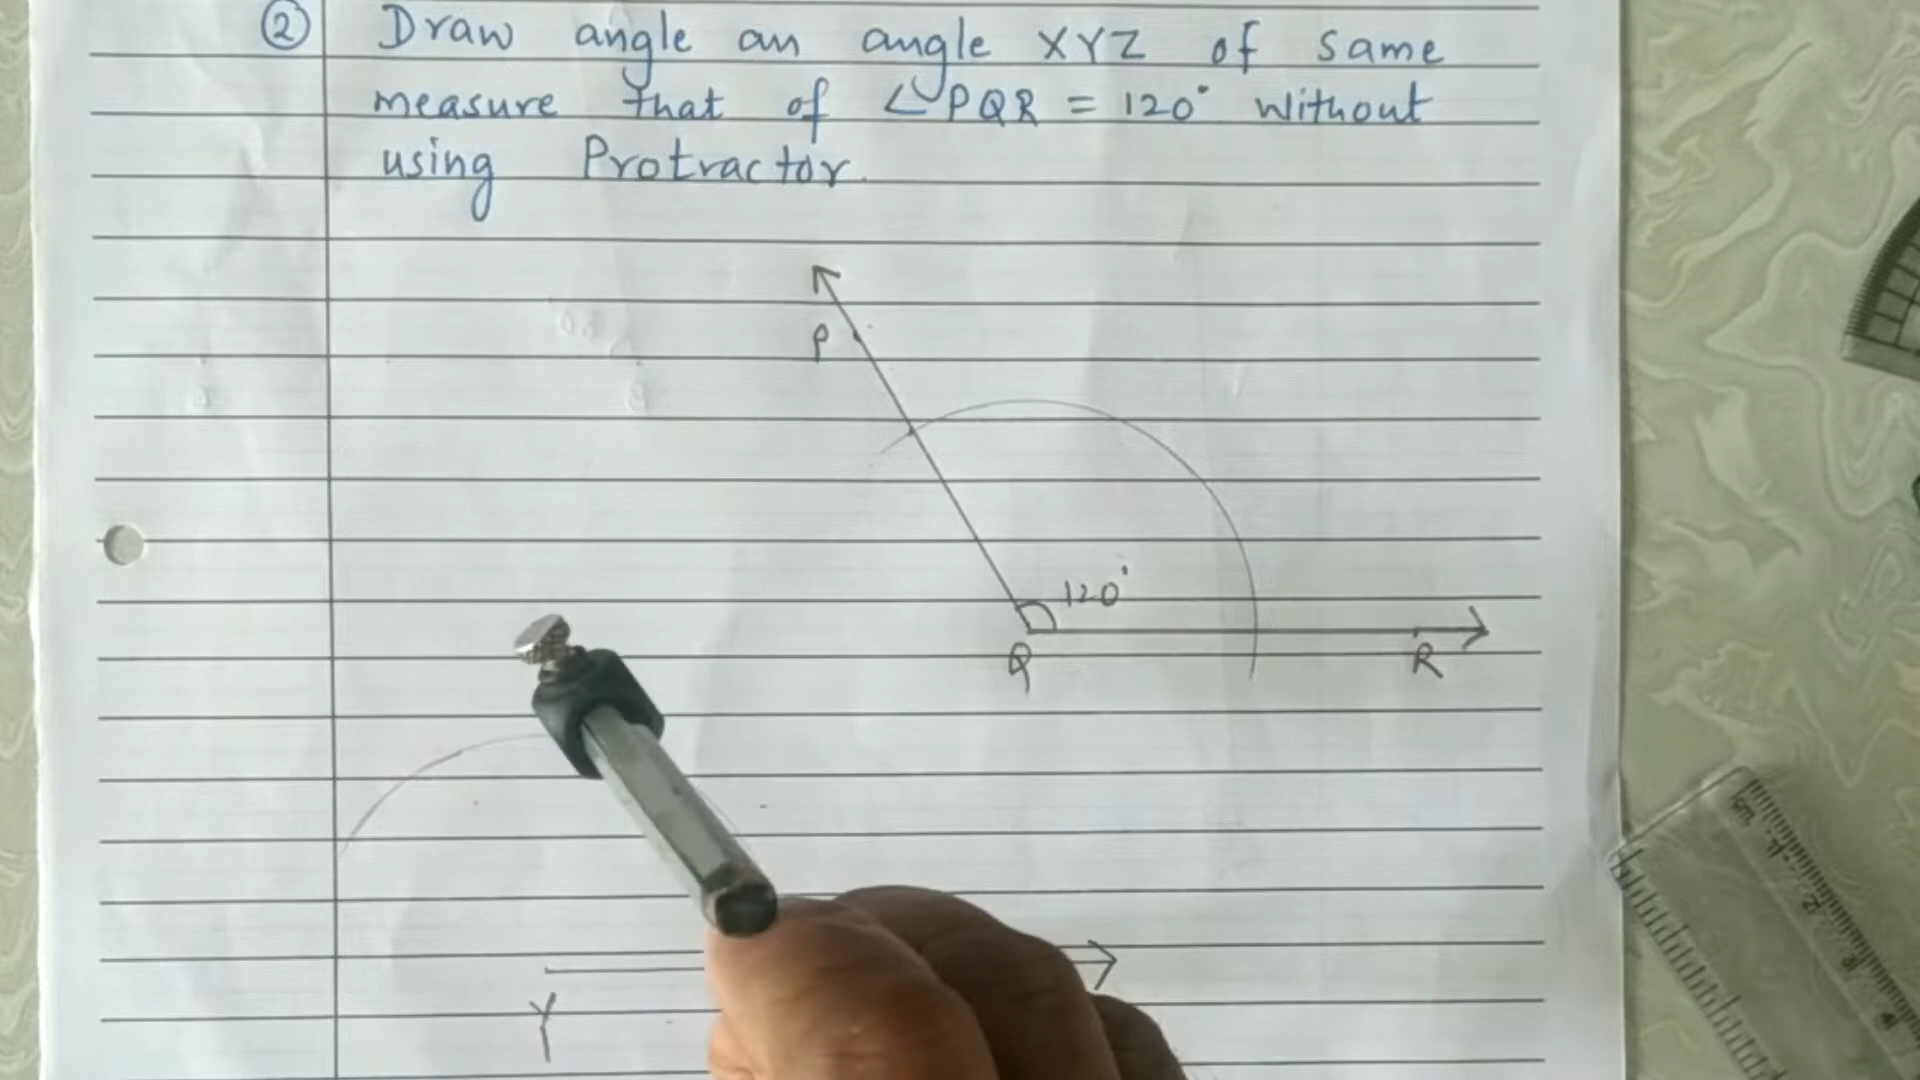 ② Draw angle an angle XYZ of same
measure that of ∠PQR = 120° without
using Protractor.
P
120°
Q
R
Y